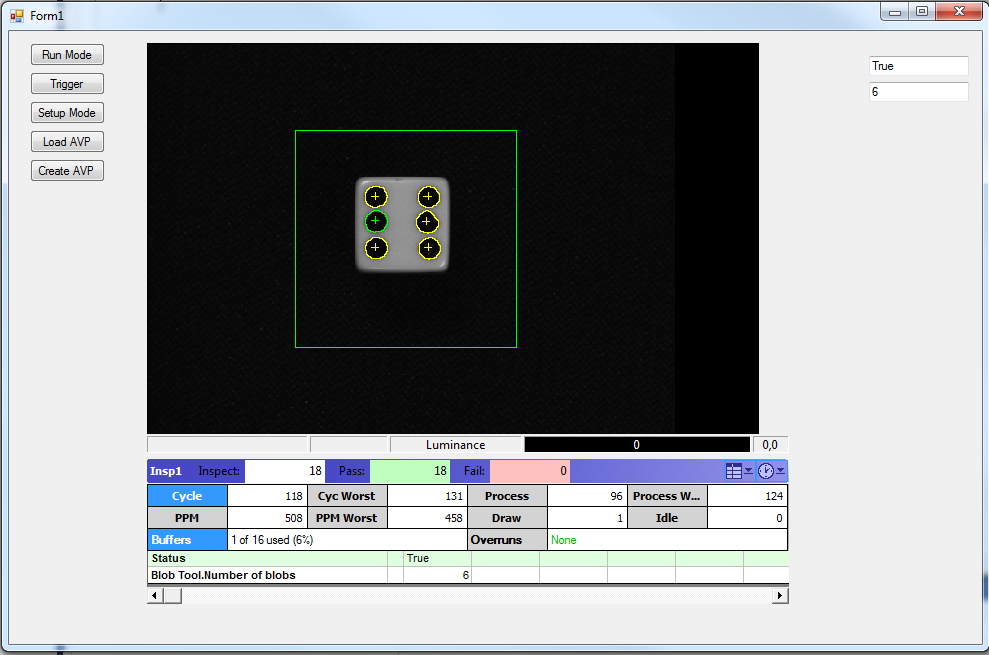 Form1
Run Mode
Trigger
Setup Mode
Load AVP
Create AVP
True
6
Luminance 0 0,0
Insp1 Inspect: 18 Pass: 18 Fail: 0
Cycle 118 Cyc Worst 131 Process 96 Process W... 124
PPM 508 PPM Worst 458 Draw 1 Idle 0
Buffers 1 of 16 used (6%) Overruns None
Status True
Blob Tool.Number of blobs 6